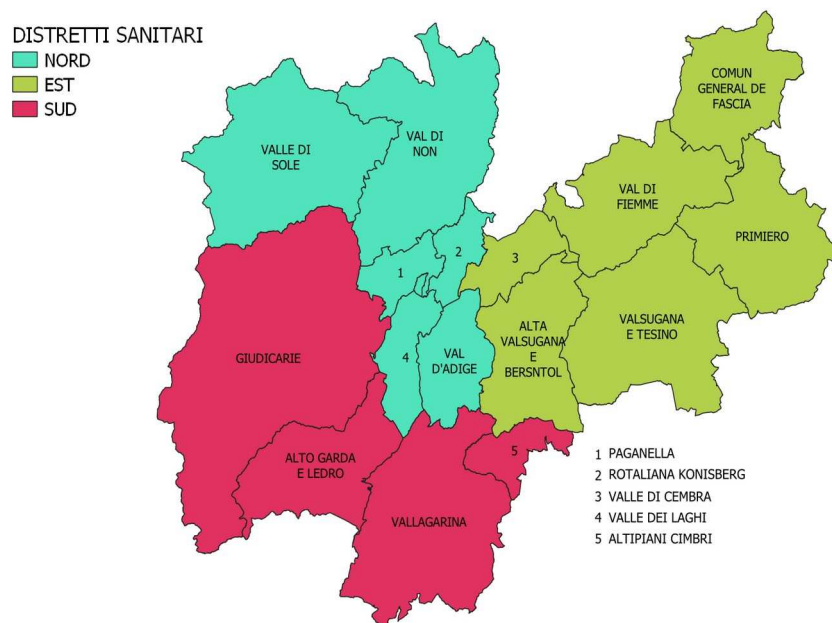 DISTRETTI SANITARI
NORD
EST
SUD
COMUN
GENERAL DE
FASCIA
VALLE DI
SOLE
VAL DI
NON
VAL DI
FIEMME
PRIMIERO
1
2
3
4
VAL
D'ADIGE
ALTA
VALSUGANA
E
BERSNTOL
VALSUGANA
E TESINO
GIUDICARIE
ALTO GARDA
E LEDRO
VALLAGARINA
5
1 PAGANELLA
2 ROTALIANA KONISBERG
3 VALLE DI CEMBRA
4 VALLE DEI LAGHI
5 ALTIPIANI CIMBRI